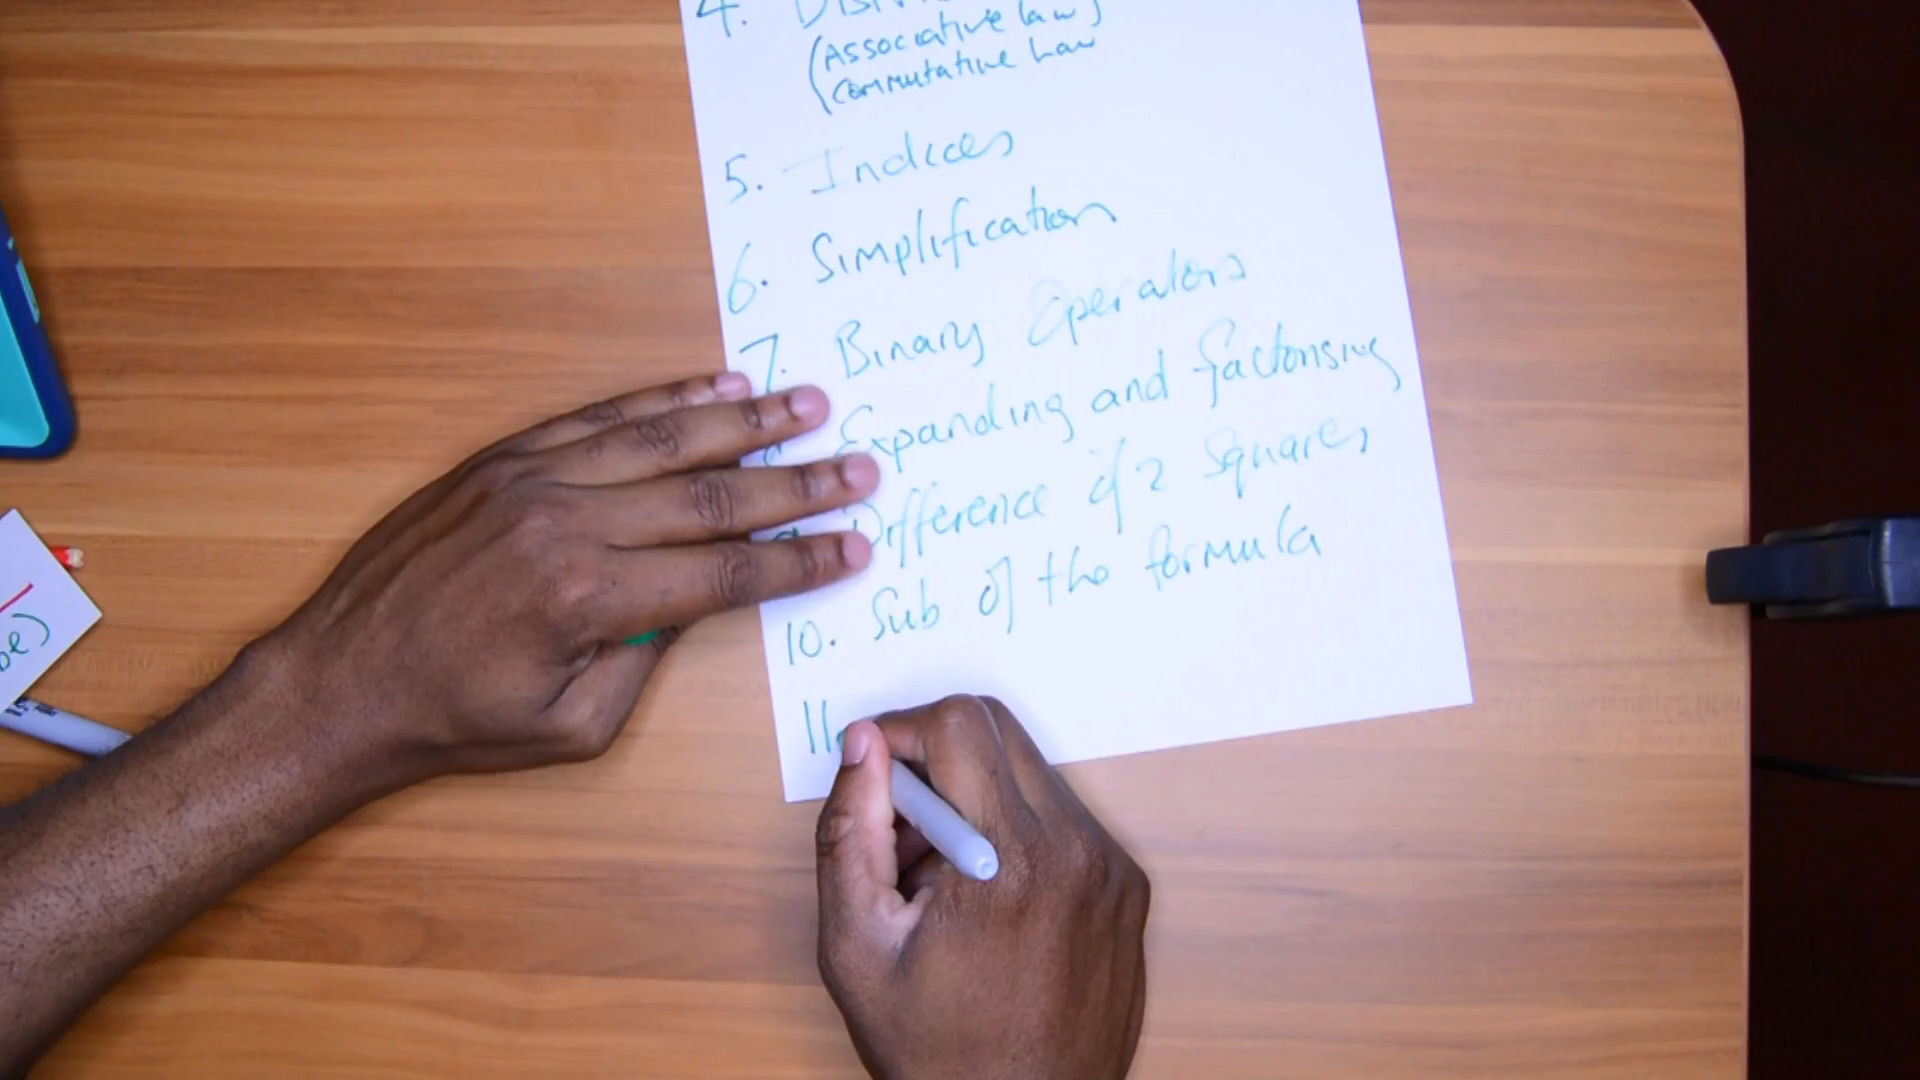 4.
(Associative law)
Commutative Law
5. Indices
6. Simplification
7. Binary Operators
Expanding and factorising
Difference of 2 squares
10. Sub of the formula
11.